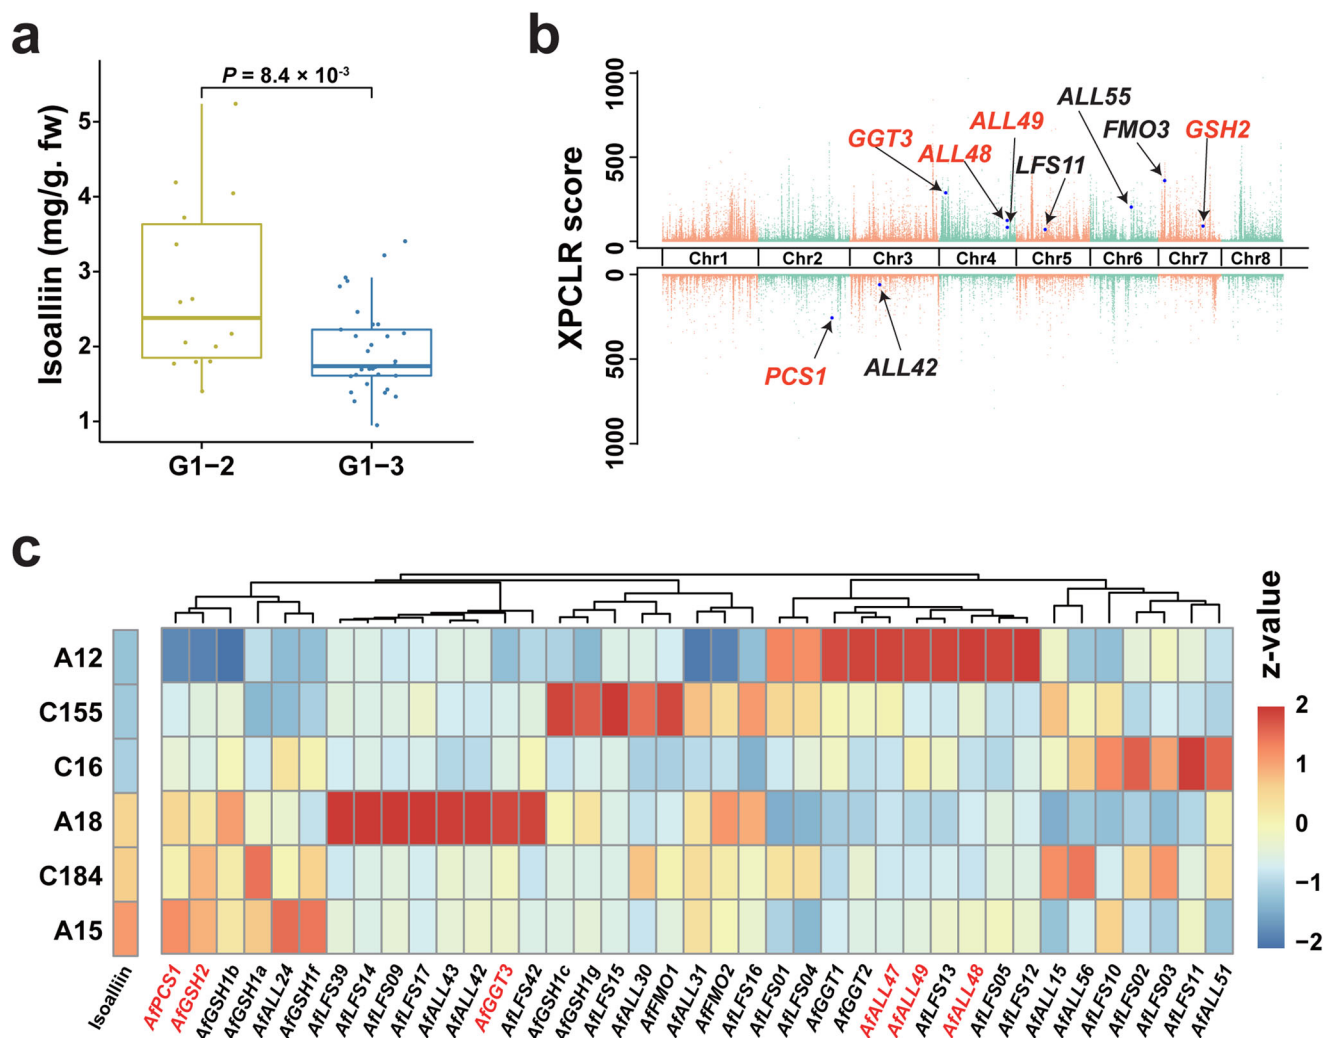 a
P = 8.4 × 10-3
Isoalliin (mg/g. fw)
5
4
3
2
1
G1−2
G1−3
b
XPCLR score
1000
500
0
0
500
1000
GGT3
ALL48
ALL49
LFS11
ALL55
FMO3
GSH2
Chr1
Chr2
Chr3
Chr4
Chr5
Chr6
Chr7
Chr8
PCS1
ALL42
c
A12
C155
C16
A18
C184
A15
Isoalliin
AfPCS1
AfGSH2
AfGSH1b
AfGSH1a
AfALL24
AfGSH1f
AfLFS39
AfLFS14
AfLFS09
AfLFS17
AfALL43
AfALL42
AfGGT3
AfLFS42
AfGSH1c
AfGSH1g
AfLFS15
AfALL30
AfFMO1
AfALL31
AfFMO2
AfLFS16
AfLFS01
AfLFS04
AfGGT1
AfGGT2
AfALL47
AfALL49
AfLFS13
AfALL48
AfLFS05
AfLFS12
AfALL15
AfALL56
AfLFS10
AfLFS02
AfLFS03
AfLFS11
AfALL51
z-value
2
1
0
−1
−2